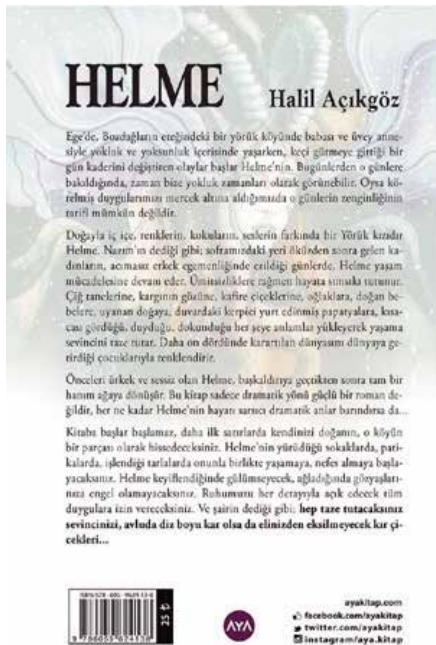 HELME
Halil Açıkgöz
Ege'de, Bozdağların eteğindeki bir yörük köyünde babası ve üvey anne-
siyle yokluk ve yoksunluk içerisinde yaşarken, keçi gütmeye gittiği bir
gün kaderini değiştiren olaylar başlar Helme'nin. Bugünlerden o günlere
bakıldığında, zaman bize yokluk zamanları olarak görünebilir. Oysa kö-
relmiş duygularımızı mercek altına aldığımızda o günlerin zenginliğinin
tarifi mümkün değildir.
Doğayla iç içe, renklerin, kokuların, seslerin farkında bir Yörük kızıdır
Helme. Nazım'ın dediği gibi; soframızdaki yeri öküzden sonra gelen ka-
dınların, acımasız erkek egemenliğinde ezildiği günlerde, Helme yaşam
mücadelesine devam eder. Ümitsizliklere rağmen hayata sımsıkı tutunur.
Çiğ tanelerine, kargının gözüne, kafire çiçeklerine, oğlaklara, doğan be-
belere, uyanan doğaya, duvardaki kerpici yurt edinmiş papatyalara, kısa-
cası gördüğü, duyduğu, dokunduğu her şeye anlamlar yükleyerek yaşama
sevincini taze tutar. Daha on dördünde karartılan dünyasını dünyaya ge-
tirdiği çocuklarıyla renklendirir.
Önceleri ürkek ve sessiz olan Helme, başkaldırıya geçtikten sonra tam bir
hanım ağaya dönüşür. Bu kitap sadece dramatik yönü güçlü bir roman de-
ğildir, her ne kadar Helme'nin hayatı sarsıcı dramatik anlar barındırsa da...
Kitaba başlar başlamaz, daha ilk satırlarda kendinizi doğanın, o köyün
bir parçası olarak hissedeceksiniz. Helme'nin yürüdüğü sokaklarda, pati-
kalarda, işlendiği tarlalarda onunla birlikte yaşamaya, nefes almaya başla-
yacaksınız. Helme keyiflendiğinde gülümseyecek, ağladığında gözyaşları-
nıza engel olamayacaksınız. Ruhumuzu her detayıyla açık edecek tüm
duygulara izin vereceksiniz. Ve şairin dediği gibi; hep taze tutacaksınız
sevincinizi, avluda diz boyu kar olsa da elinizden eksilmeyecek kır çi-
çekleri...
25 ₺
AYA
ayakitap.com
facebook.com/ayakitap
twitter.com/ayakitap
instagram/aya.kitap